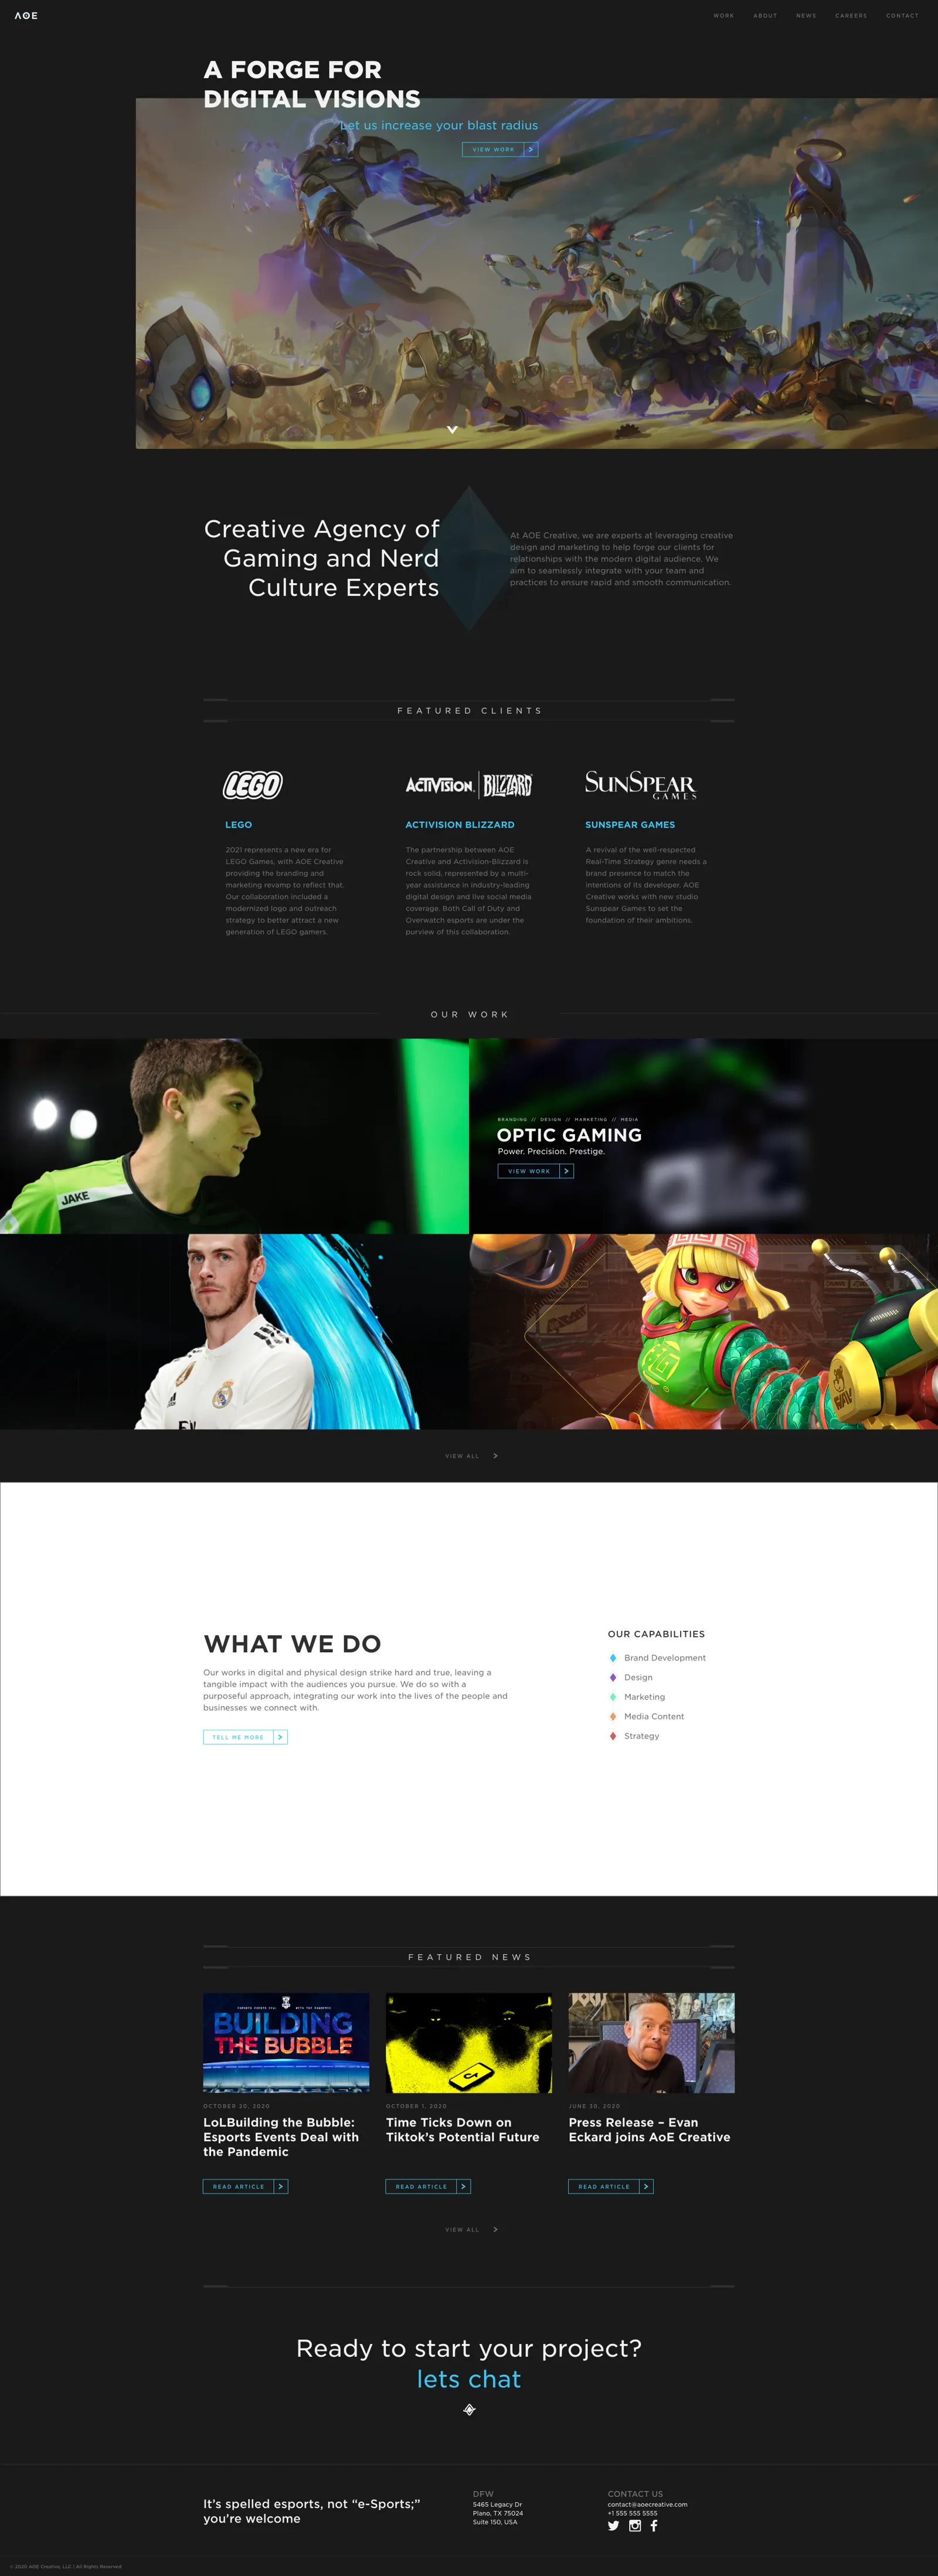 AOE
WORK ABOUT NEWS CAREERS CONTACT
A FORGE FOR
DIGITAL VISIONS
Let us increase your blast radius
VIEW WORK
Creative Agency of
Gaming and Nerd
Culture Experts
At AOE Creative, we are experts at leveraging creative
design and marketing to help forge our clients for
relationships with the modern digital audience. We
aim to seamlessly integrate with your team and
practices to ensure rapid and smooth communication.
FEATURED CLIENTS
LEGO
LEGO
2021 represents a new era for
LEGO Games, with AOE Creative
providing the branding and
marketing revamp to reflect that.
Our collaboration included a
modernized logo and outreach
strategy to better attract a new
generation of LEGO gamers.
ACTIVISION BLIZZARD
ACTIVISION BLIZZARD
The partnership between AOE
Creative and Activision-Blizzard is
rock solid, represented by a multi-
year assistance in industry-leading
digital design and live social media
coverage. Both Call of Duty and
Overwatch esports are under the
purview of this collaboration.
SUNSPEAR
GAMES
SUNSPEAR GAMES
A revival of the well-respected
Real-Time Strategy genre needs a
brand presence to match the
intentions of its developer. AOE
Creative works with new studio
Sunspear Games to set the
foundation of their ambitions.
OUR WORK
JAKE
BRANDING // DESIGN // MARKETING // MEDIA
OPTIC GAMING
Power. Precision. Prestige.
VIEW WORK
VIEW ALL
WHAT WE DO
Our works in digital and physical design strike hard and true, leaving a
tangible impact with the audiences you pursue. We do so with a
purposeful approach, integrating our work into the lives of the people and
businesses we connect with.
TELL ME MORE
OUR CAPABILITIES
Brand Development
Design
Marketing
Media Content
Strategy
FEATURED NEWS
BUILDING
THE BUBBLE
OCTOBER 20, 2020
LoLBuilding the Bubble:
Esports Events Deal with
the Pandemic
READ ARTICLE
OCTOBER 1, 2020
Time Ticks Down on
Tiktok’s Potential Future
READ ARTICLE
JUNE 30, 2020
Press Release – Evan
Eckard joins AoE Creative
READ ARTICLE
VIEW ALL
Ready to start your project?
lets chat
It’s spelled esports, not “e-Sports;”
you’re welcome
DFW
5465 Legacy Dr
Plano, TX 75024
Suite 150, USA
CONTACT US
contact@aoecreative.com
+1 555 555 5555
© 2020 AOE Creative, LLC | All Rights Reserved